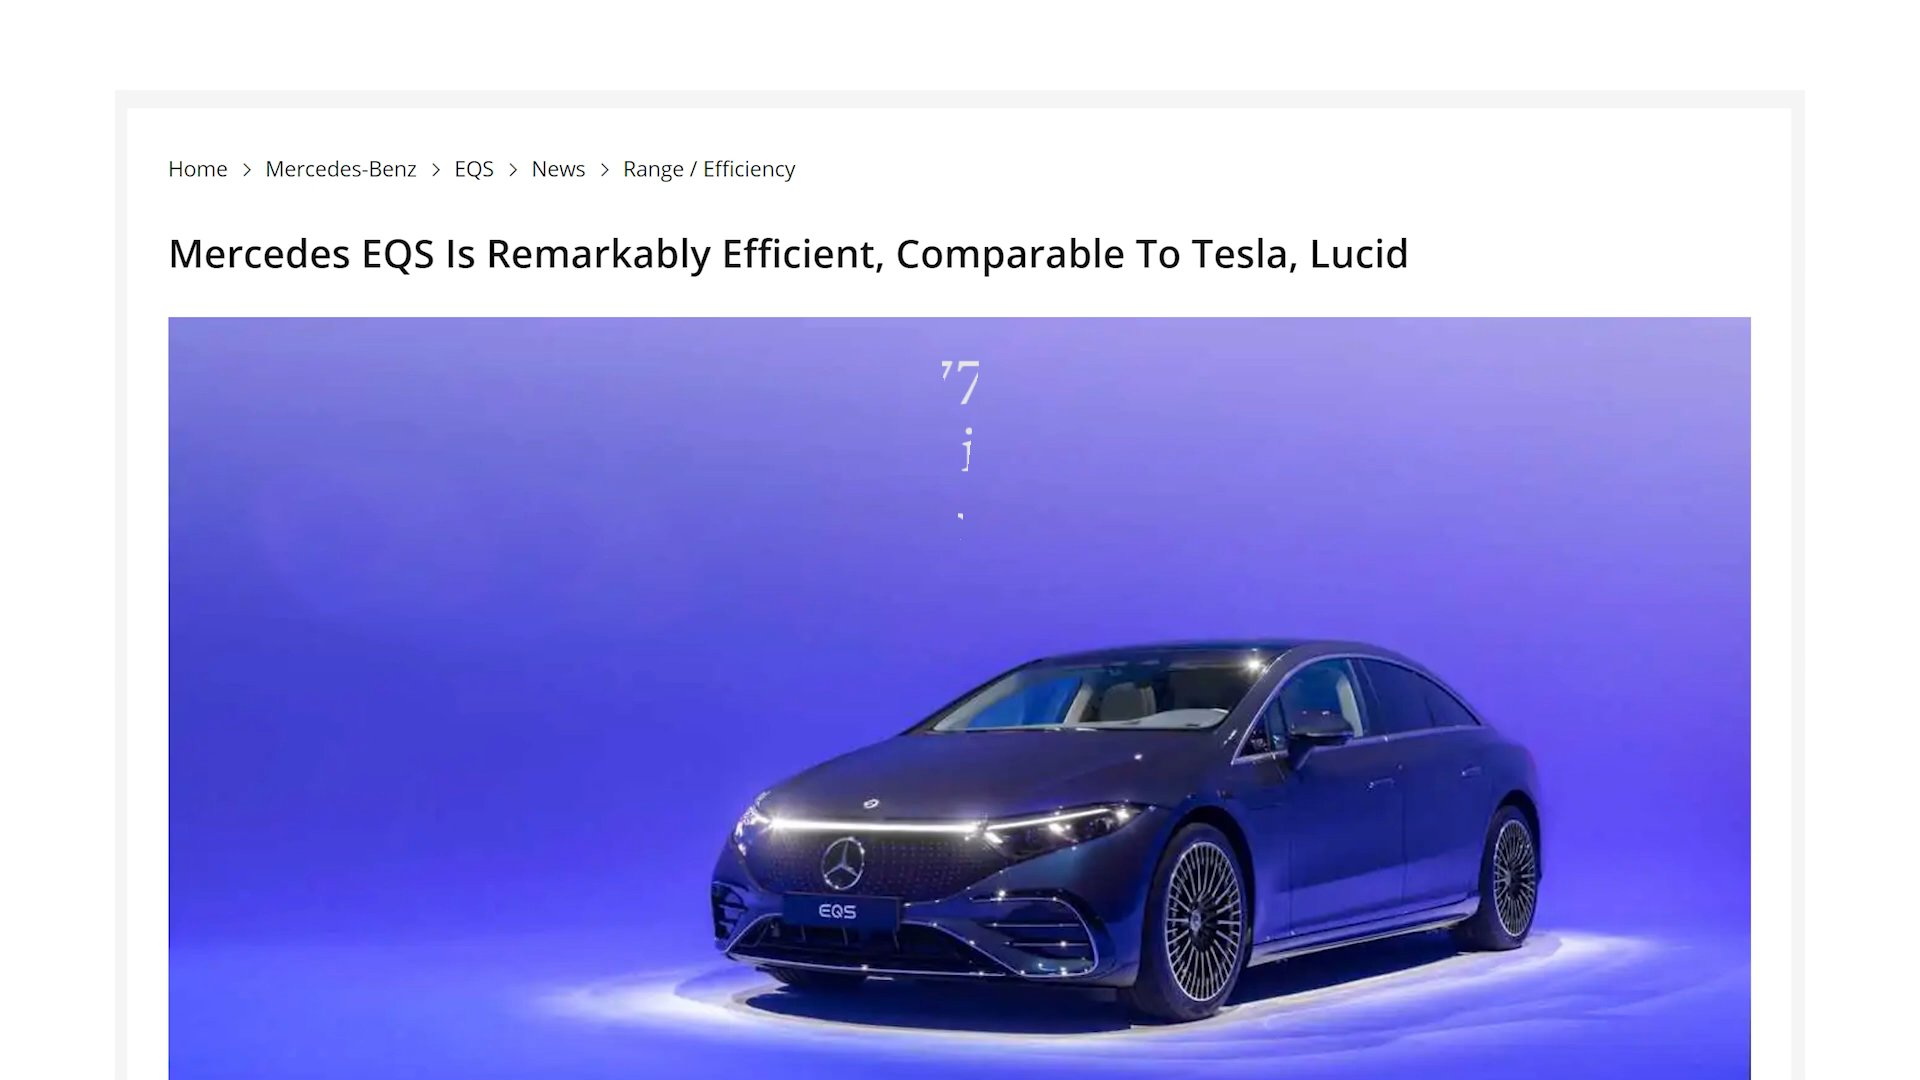 Home > Mercedes-Benz > EQS > News > Range / Efficiency
Mercedes EQS Is Remarkably Efficient, Comparable To Tesla, Lucid
EQS